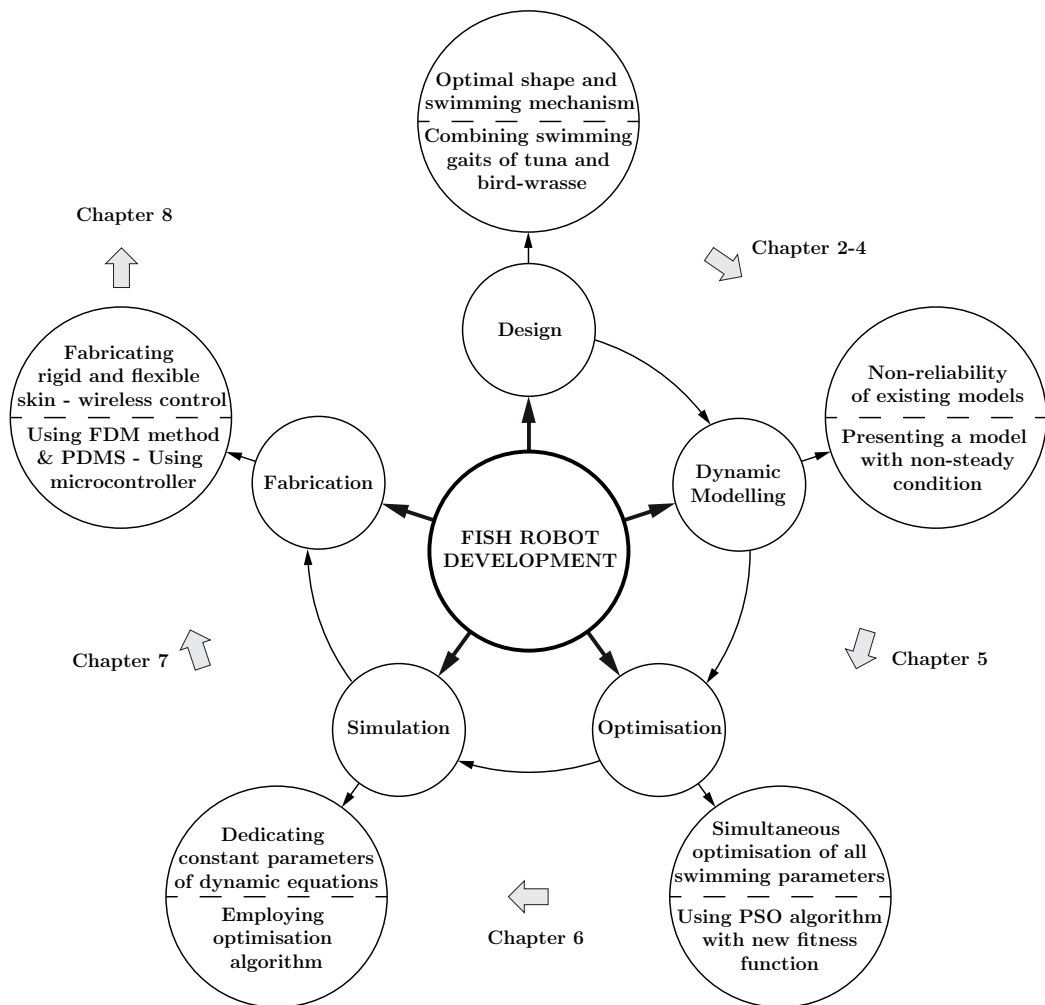 Optimal shape and
swimming mechanism
Combining swimming
gaits of tuna and
bird-wrasse
Chapter 8
Chapter 2-4
Design
Fabricating
rigid and flexible
skin - wireless control
Using FDM method
& PDMS - Using
microcontroller
Fabrication
Dynamic
Modelling
Non-reliability
of existing models
Presenting a model
with non-steady
condition
FISH ROBOT
DEVELOPMENT
Chapter 7
Chapter 5
Simulation
Optimisation
Dedicating
constant parameters
of dynamic equations
Employing
optimisation
algorithm
Chapter 6
Simultaneous
optimisation of all
swimming parameters
Using PSO algorithm
with new fitness
function